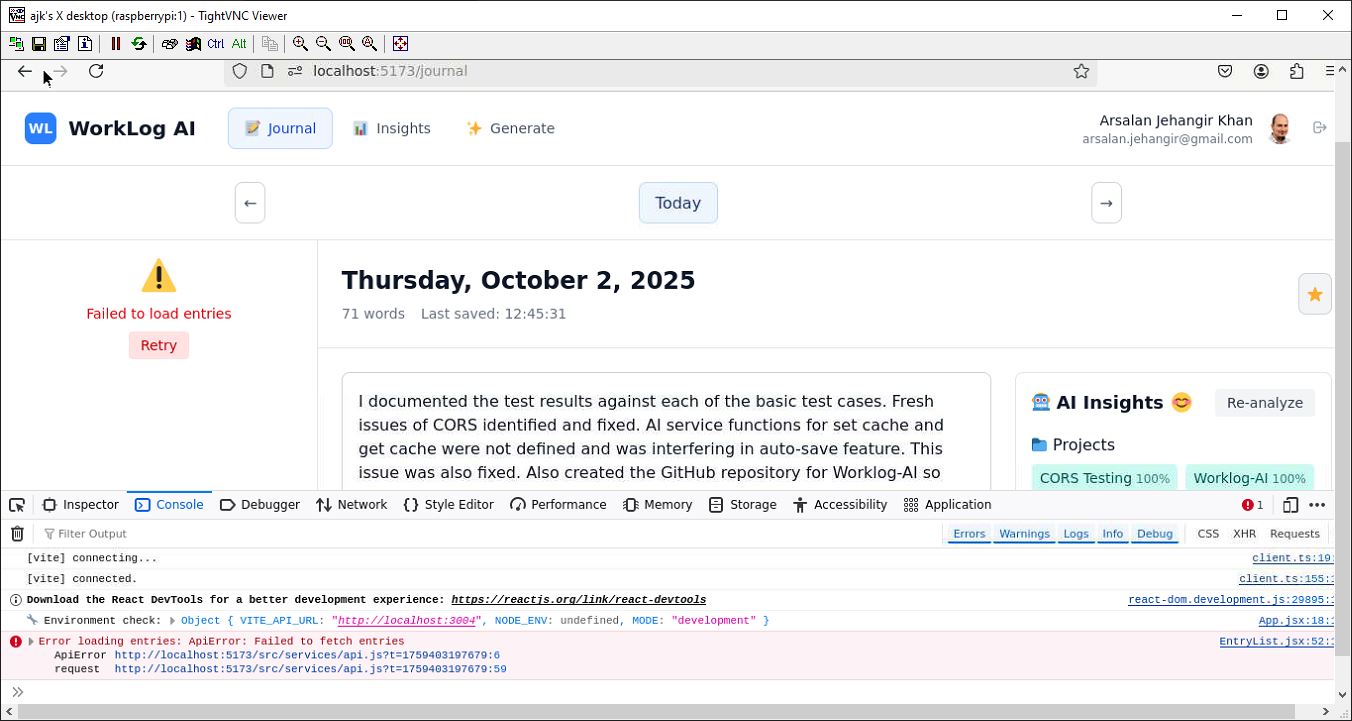 ajk's X desktop (raspberrypi:1) - TightVNC Viewer
Ctrl Alt
localhost:5173/journal
WL WorkLog AI Journal Insights Generate
Arsalan Jehangir Khan
arsalan.jehangir@gmail.com
← Today →
Failed to load entries
Retry
Thursday, October 2, 2025
71 words Last saved: 12:45:31
I documented the test results against each of the basic test cases. Fresh
issues of CORS identified and fixed. AI service functions for set cache and
get cache were not defined and was interfering in auto-save feature. This
issue was also fixed. Also created the GitHub repository for Worklog-AI so
AI Insights Re-analyze
Projects
CORS Testing 100% Worklog-AI 100%
Inspector Console Debugger Network Style Editor Performance Memory Storage Accessibility Application 1
Filter Output Errors Warnings Logs Info Debug CSS XHR Requests
[vite] connecting... client.ts:19:
[vite] connected. client.ts:155:
Download the React DevTools for a better development experience: https://reactjs.org/link/react-devtools react-dom.development.js:29895:
Environment check: Object { VITE_API_URL: "http://localhost:3004", NODE_ENV: undefined, MODE: "development" } App.jsx:18:
Error loading entries: ApiError: Failed to fetch entries EntryList.jsx:52:
ApiError http://localhost:5173/src/services/api.js?t=1759403197679:6
request http://localhost:5173/src/services/api.js?t=1759403197679:59